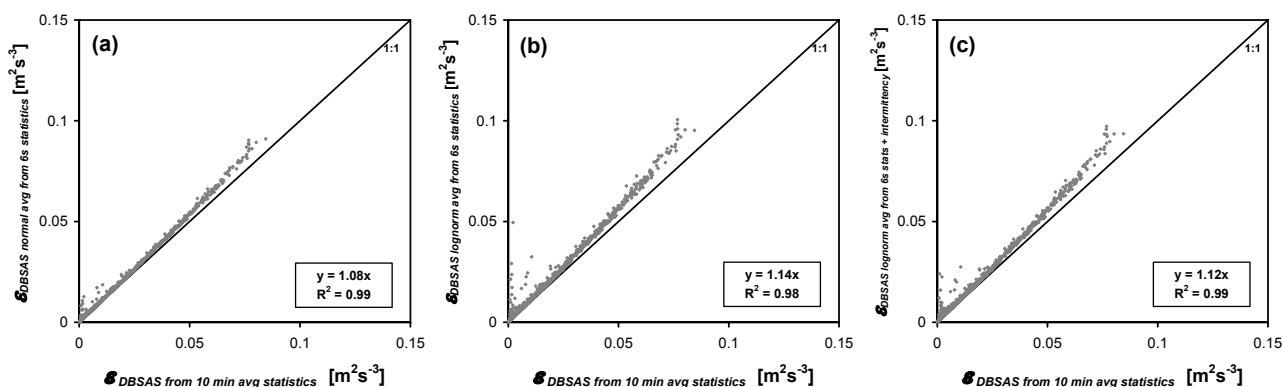 0.15
(a)
1:1
0.1
0.05
0
y = 1.08x
R² = 0.99
0
0.05
0.1
0.15
ε DBSAS normal avg from 6s statistics [m²s⁻³]
ε DBSAS from 10 min avg statistics [m²s⁻³]
0.15
(b)
1:1
0.1
0.05
0
y = 1.14x
R² = 0.98
0
0.05
0.1
0.15
ε DBSAS lognorm avg from 6s statistics [m²s⁻³]
ε DBSAS from 10 min avg statistics [m²s⁻³]
0.15
(c)
1:1
0.1
0.05
0
y = 1.12x
R² = 0.99
0
0.05
0.1
0.15
ε DBSAS lognorm avg from 6s stats + intermittency [m²s⁻³]
ε DBSAS from 10 min avg statistics [m²s⁻³]